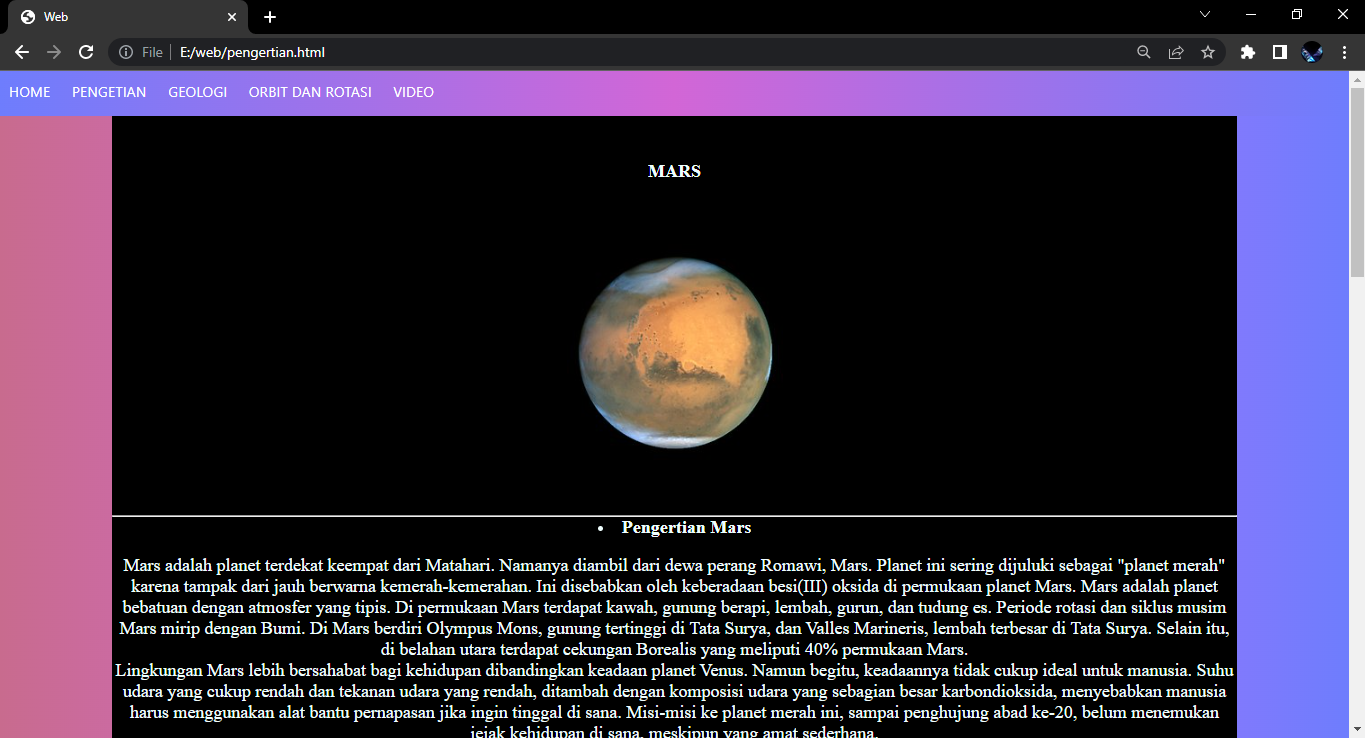 Web
File
E:/web/pengertian.html
HOME PENGETIAN GEOLOGI ORBIT DAN ROTASI VIDEO
MARS
• Pengertian Mars
Mars adalah planet terdekat keempat dari Matahari. Namanya diambil dari dewa perang Romawi, Mars. Planet ini sering dijuluki sebagai "planet merah"
karena tampak dari jauh berwarna kemerah-kemerahan. Ini disebabkan oleh keberadaan besi(III) oksida di permukaan planet Mars. Mars adalah planet
bebatuan dengan atmosfer yang tipis. Di permukaan Mars terdapat kawah, gunung berapi, lembah, gurun, dan tudung es. Periode rotasi dan siklus musim
Mars mirip dengan Bumi. Di Mars berdiri Olympus Mons, gunung tertinggi di Tata Surya, dan Valles Marineris, lembah terbesar di Tata Surya. Selain itu,
di belahan utara terdapat cekungan Borealis yang meliputi 40% permukaan Mars.
Lingkungan Mars lebih bersahabat bagi kehidupan dibandingkan keadaan planet Venus. Namun begitu, keadaannya tidak cukup ideal untuk manusia. Suhu
udara yang cukup rendah dan tekanan udara yang rendah, ditambah dengan komposisi udara yang sebagian besar karbondioksida, menyebabkan manusia
harus menggunakan alat bantu pernapasan jika ingin tinggal di sana. Misi-misi ke planet merah ini, sampai penghujung abad ke-20, belum menemukan
jejak kehidupan di sana, meskipun yang amat sederhana.